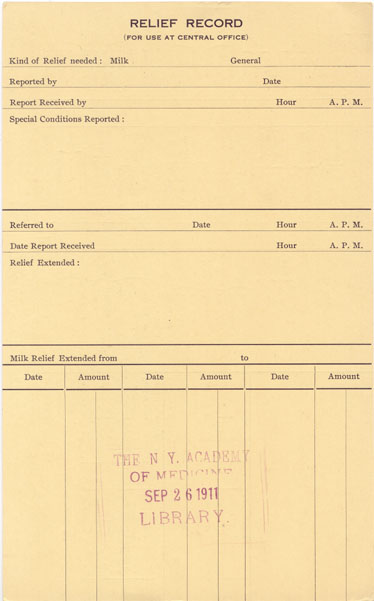 RELIEF RECORD
(FOR USE AT CENTRAL OFFICE)
Kind of Relief needed: Milk General
Reported by Date
Report Received by Hour A. P. M.
Special Conditions Reported:
Referred to Date Hour A. P. M.
Date Report Received Hour A. P. M.
Relief Extended:
Milk Relief Extended from to
Date Amount Date Amount Date Amount
THE N Y. ACADEMY
OF MEDICINE
SEP 26 1911
LIBRARY.